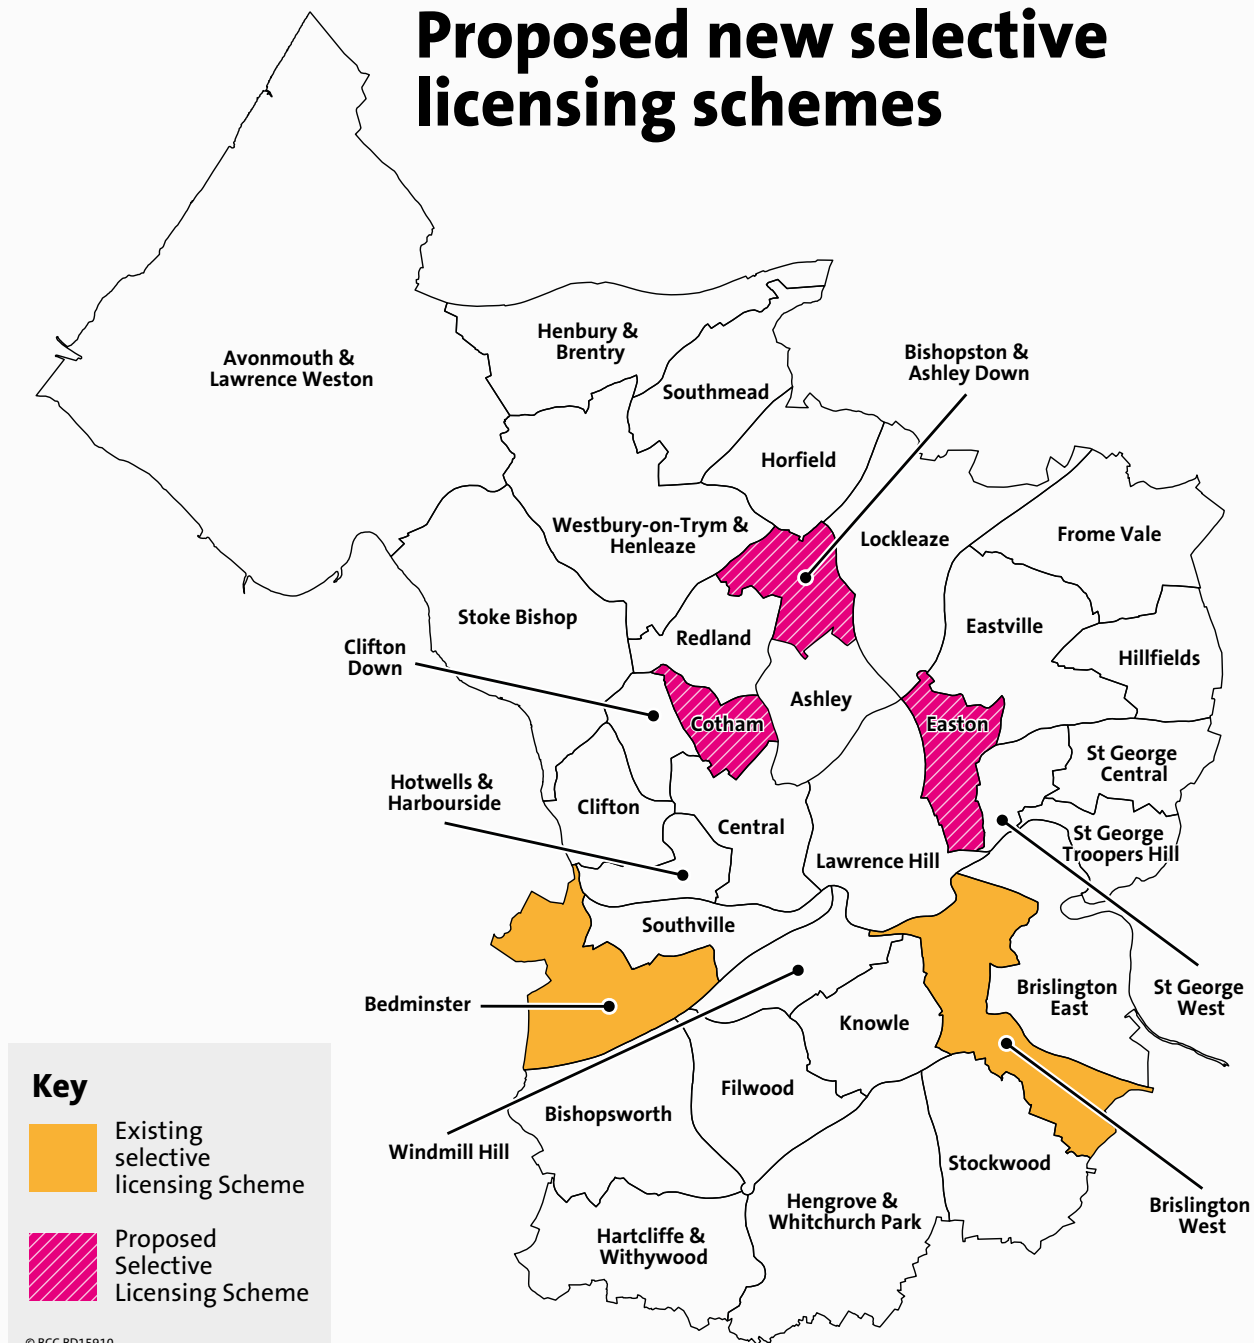 Proposed new selective
licensing schemes
Avonmouth &
Lawrence Weston
Henbury &
Brentry
Southmead
Bishopston &
Ashley Down
Horfield
Westbury-on-Trym &
Henleaze
Lockleaze
Frome Vale
Stoke Bishop
Redland
Eastville
Hillfields
Clifton
Down
Ashley
Cotham
Easton
St George
Central
Hotwells &
Harbourside
Clifton
Central
St George
Troopers Hill
Lawrence Hill
Southville
Bedminster
Brislington
East
St George
West
Knowle
Filwood
Bishopsworth
Windmill Hill
Stockwood
Hengrove &
Whitchurch Park
Brislington
West
Hartcliffe &
Withywood
Key
Existing
selective
licensing Scheme
Proposed
Selective
Licensing Scheme
© BCC BD15910